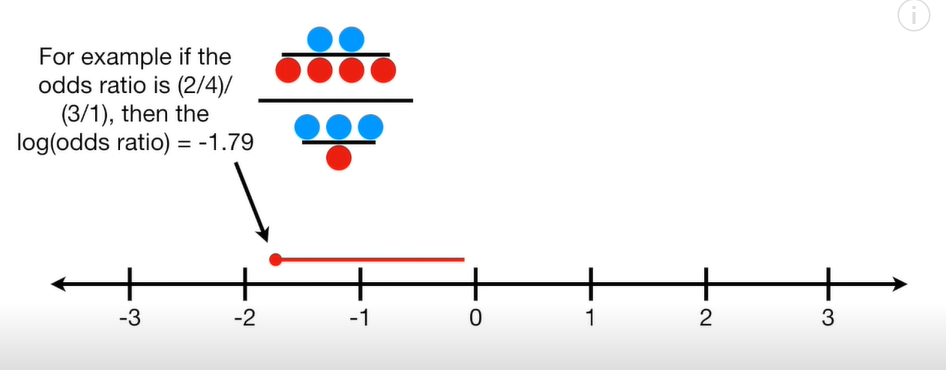 For example if the
odds ratio is (2/4)/
(3/1), then the
log(odds ratio) = -1.79
-3 -2 -1 0 1 2 3
i